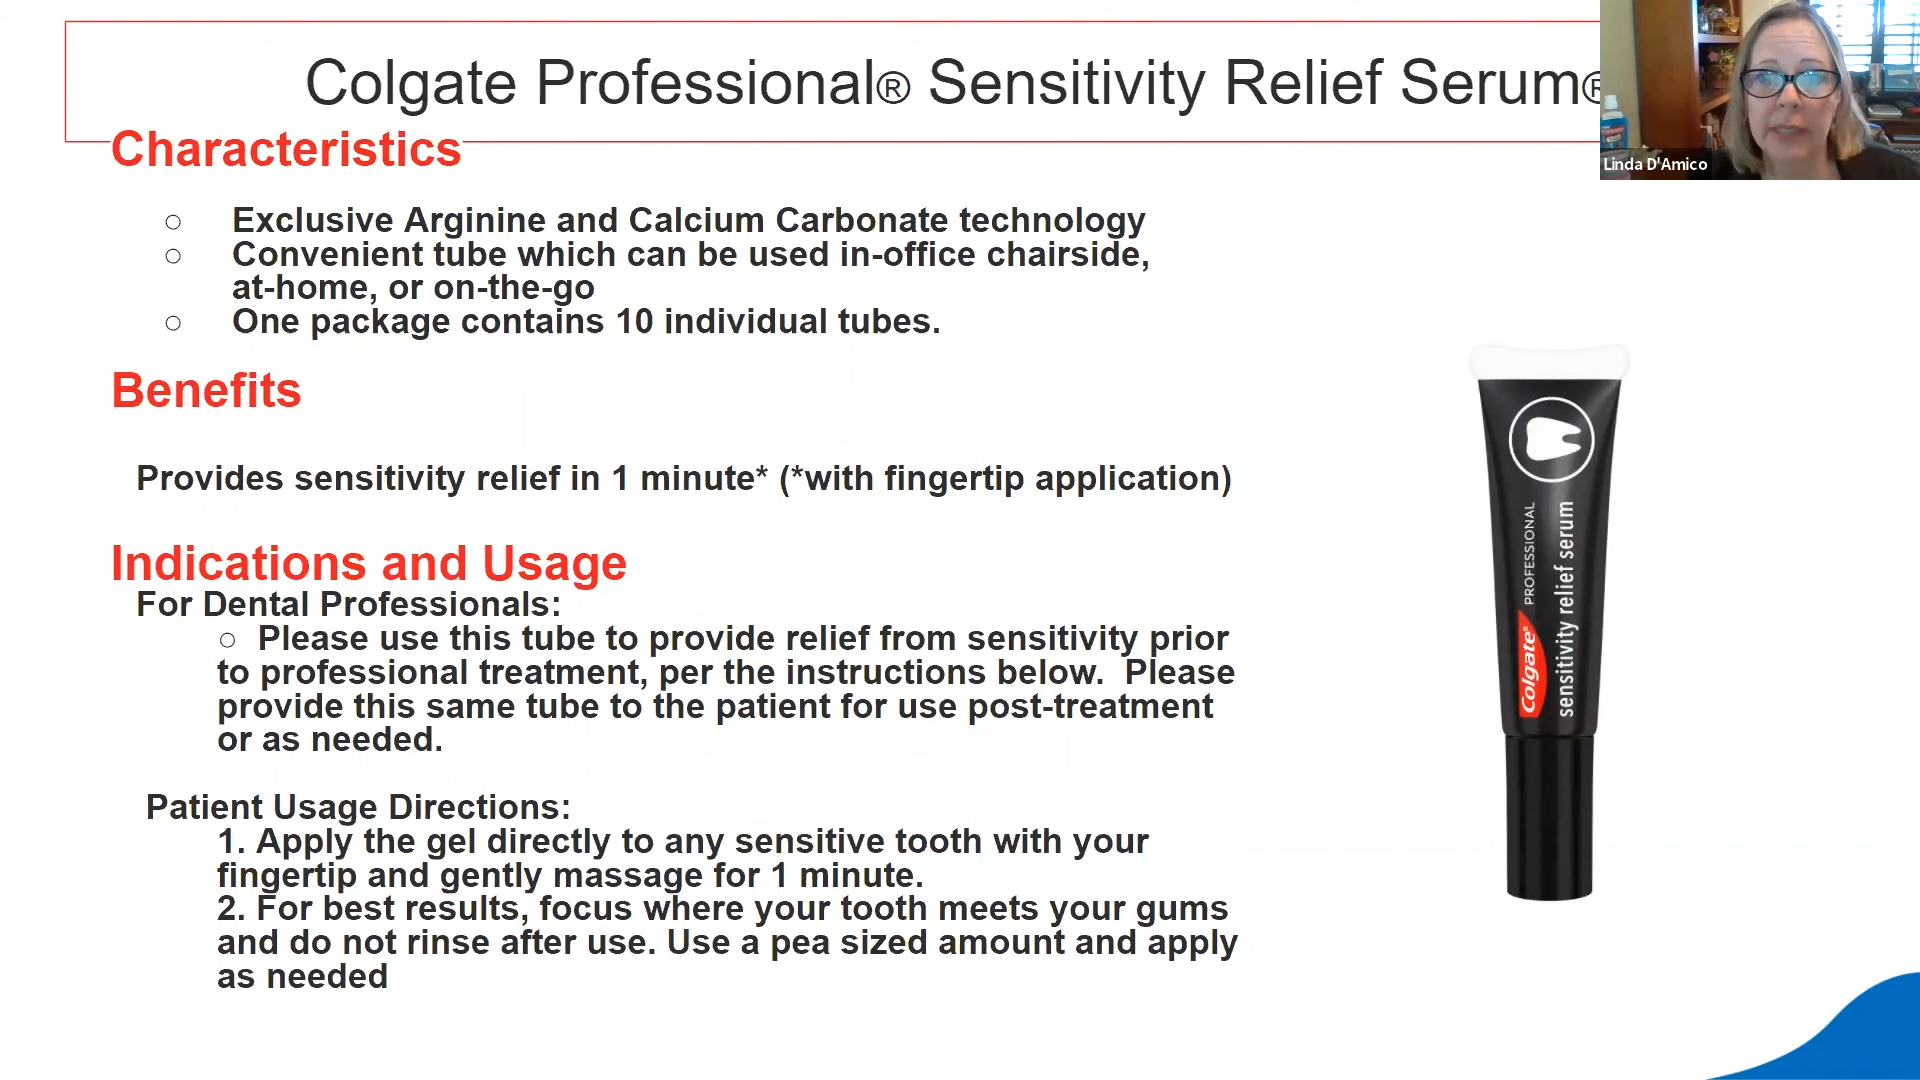 Colgate Professional® Sensitivity Relief Serum®
Linda D'Amico
Characteristics
○ Exclusive Arginine and Calcium Carbonate technology
○ Convenient tube which can be used in-office chairside,
at-home, or on-the-go
○ One package contains 10 individual tubes.
Benefits
Provides sensitivity relief in 1 minute* (*with fingertip application)
Indications and Usage
For Dental Professionals:
○ Please use this tube to provide relief from sensitivity prior
to professional treatment, per the instructions below.  Please
provide this same tube to the patient for use post-treatment
or as needed.
Patient Usage Directions:
1. Apply the gel directly to any sensitive tooth with your
fingertip and gently massage for 1 minute.
2. For best results, focus where your tooth meets your gums
and do not rinse after use. Use a pea sized amount and apply
as needed
Colgate® PROFESSIONAL
sensitivity relief serum